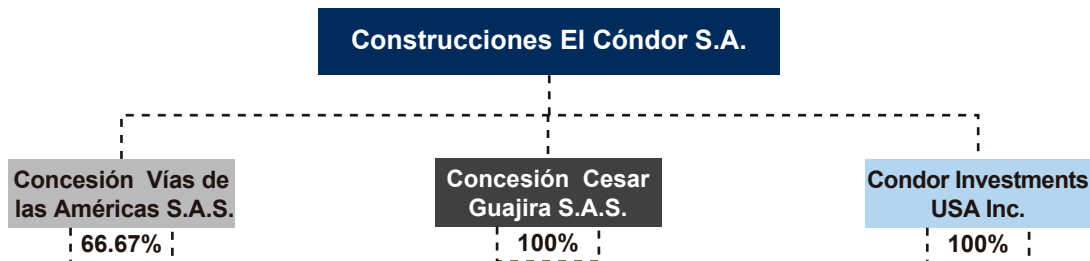 Construcciones El Cóndor S.A.
Concesión Vías de
las Américas S.A.S.
66.67%
Concesión Cesar
Guajira S.A.S.
100%
Condor Investments
USA Inc.
100%